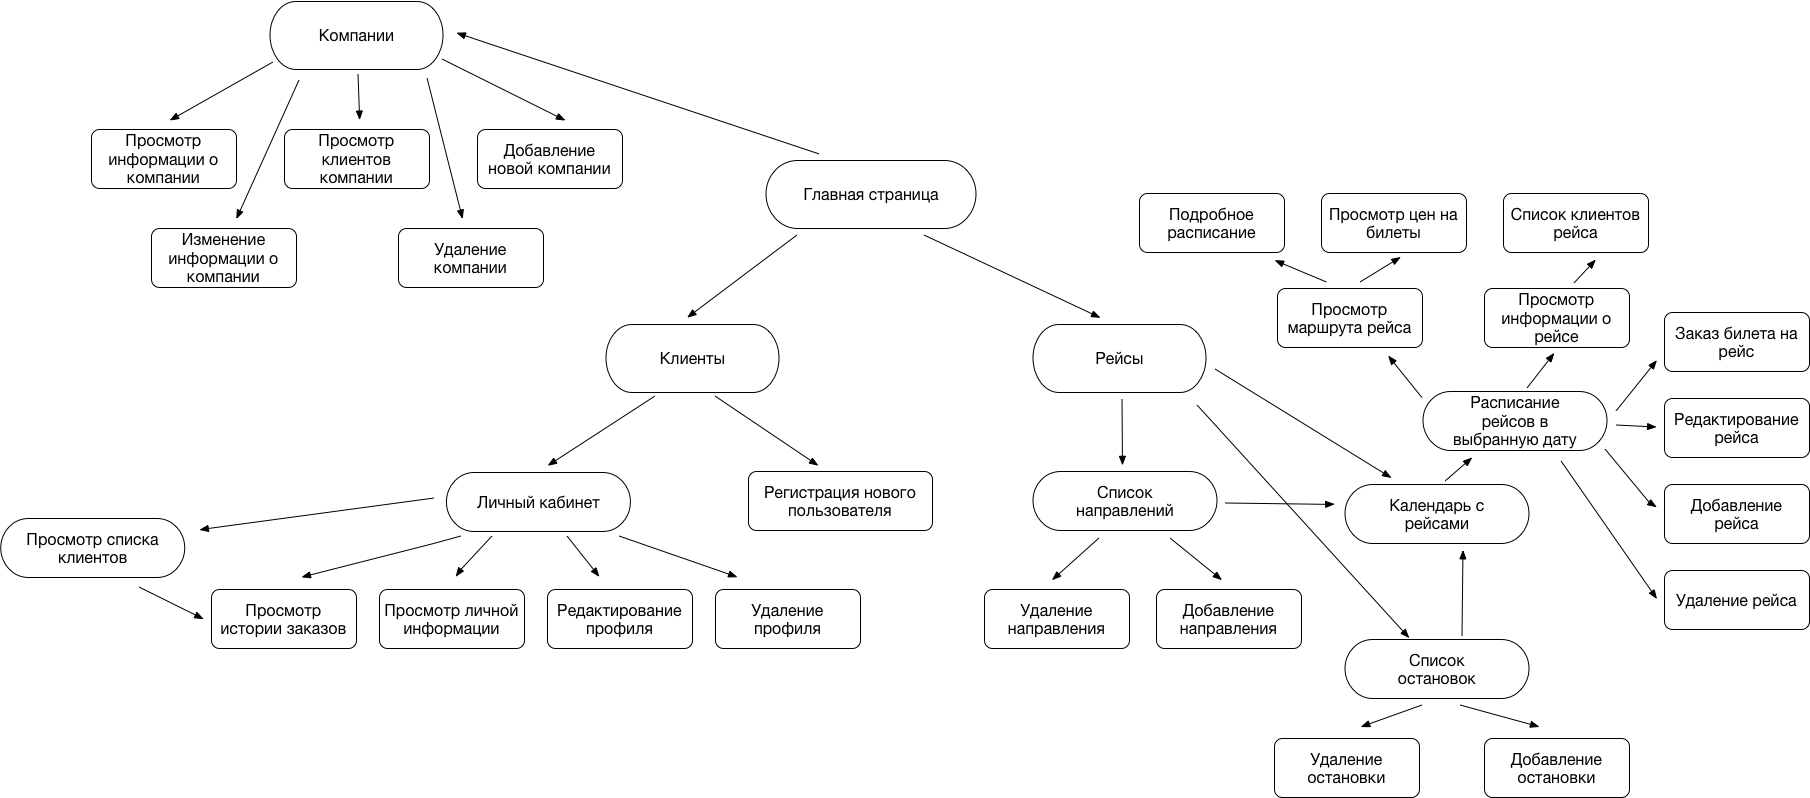 Компании
Просмотр
информации о
компании
Просмотр
клиентов
компании
Добавление
новой компании
Изменение
информации о
компании
Удаление
компании
Главная страница
Подробное
расписание
Просмотр цен на
билеты
Список клиентов
рейса
Просмотр
маршрута рейса
Просмотр
информации о
рейсе
Заказ билета на
рейс
Клиенты
Рейсы
Расписание
рейсов в
выбранную дату
Редактирование
рейса
Личный кабинет
Регистрация нового
пользователя
Список
направлений
Календарь с
рейсами
Добавление
рейса
Просмотр списка
клиентов
Просмотр
истории заказов
Просмотр личной
информации
Редактирование
профиля
Удаление
профиля
Удаление
направления
Добавление
направления
Удаление рейса
Список
остановок
Удаление
остановки
Добавление
остановки